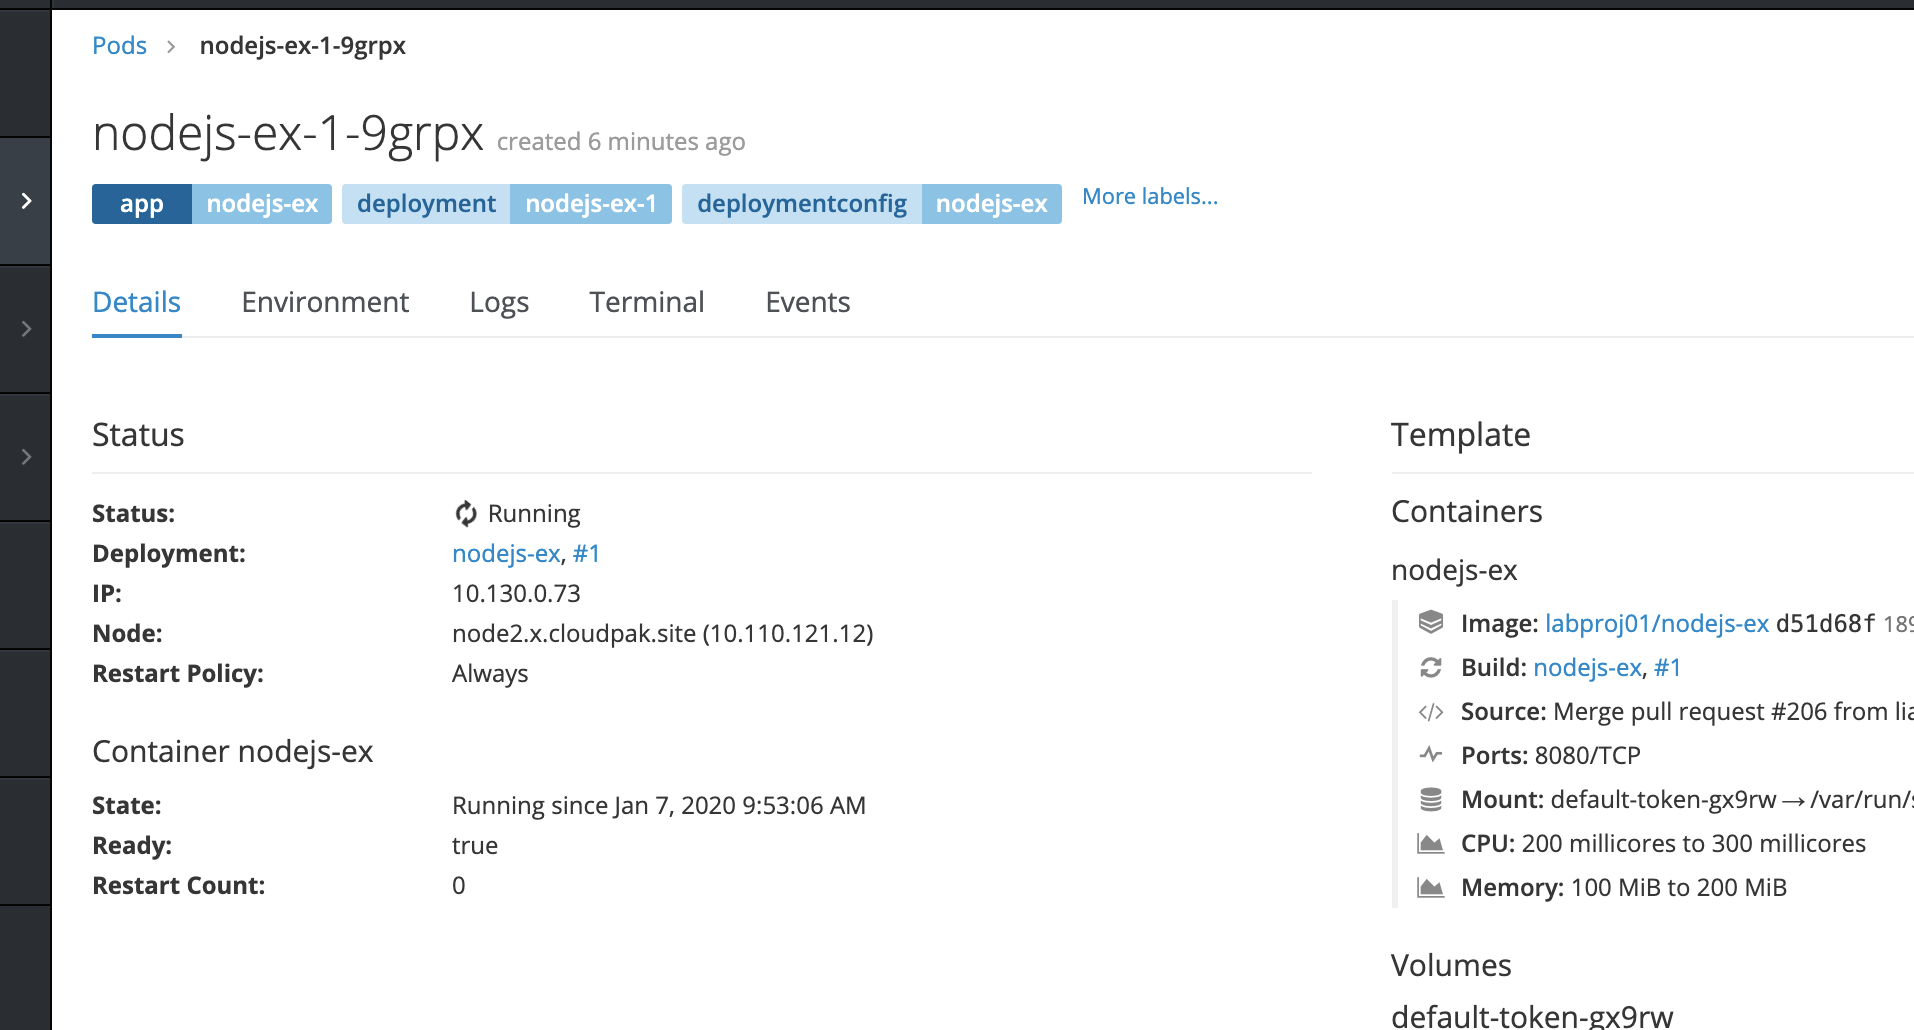 Pods > nodejs-ex-1-9grpx
nodejs-ex-1-9grpx created 6 minutes ago
app nodejs-ex deployment nodejs-ex-1 deploymentconfig nodejs-ex More labels...
Details Environment Logs Terminal Events
Status
Status: Running
Deployment: nodejs-ex, #1
IP: 10.130.0.73
Node: node2.x.cloudpak.site (10.110.121.12)
Restart Policy: Always
Container nodejs-ex
State: Running since Jan 7, 2020 9:53:06 AM
Ready: true
Restart Count: 0
Template
Containers
nodejs-ex
Image: labproj01/nodejs-ex d51d68f
Build: nodejs-ex, #1
Source: Merge pull request #206 from
Ports: 8080/TCP
Mount: default-token-gx9rw → /var/run/
CPU: 200 millicores to 300 millicores
Memory: 100 MiB to 200 MiB
Volumes
default-token-gx9rw